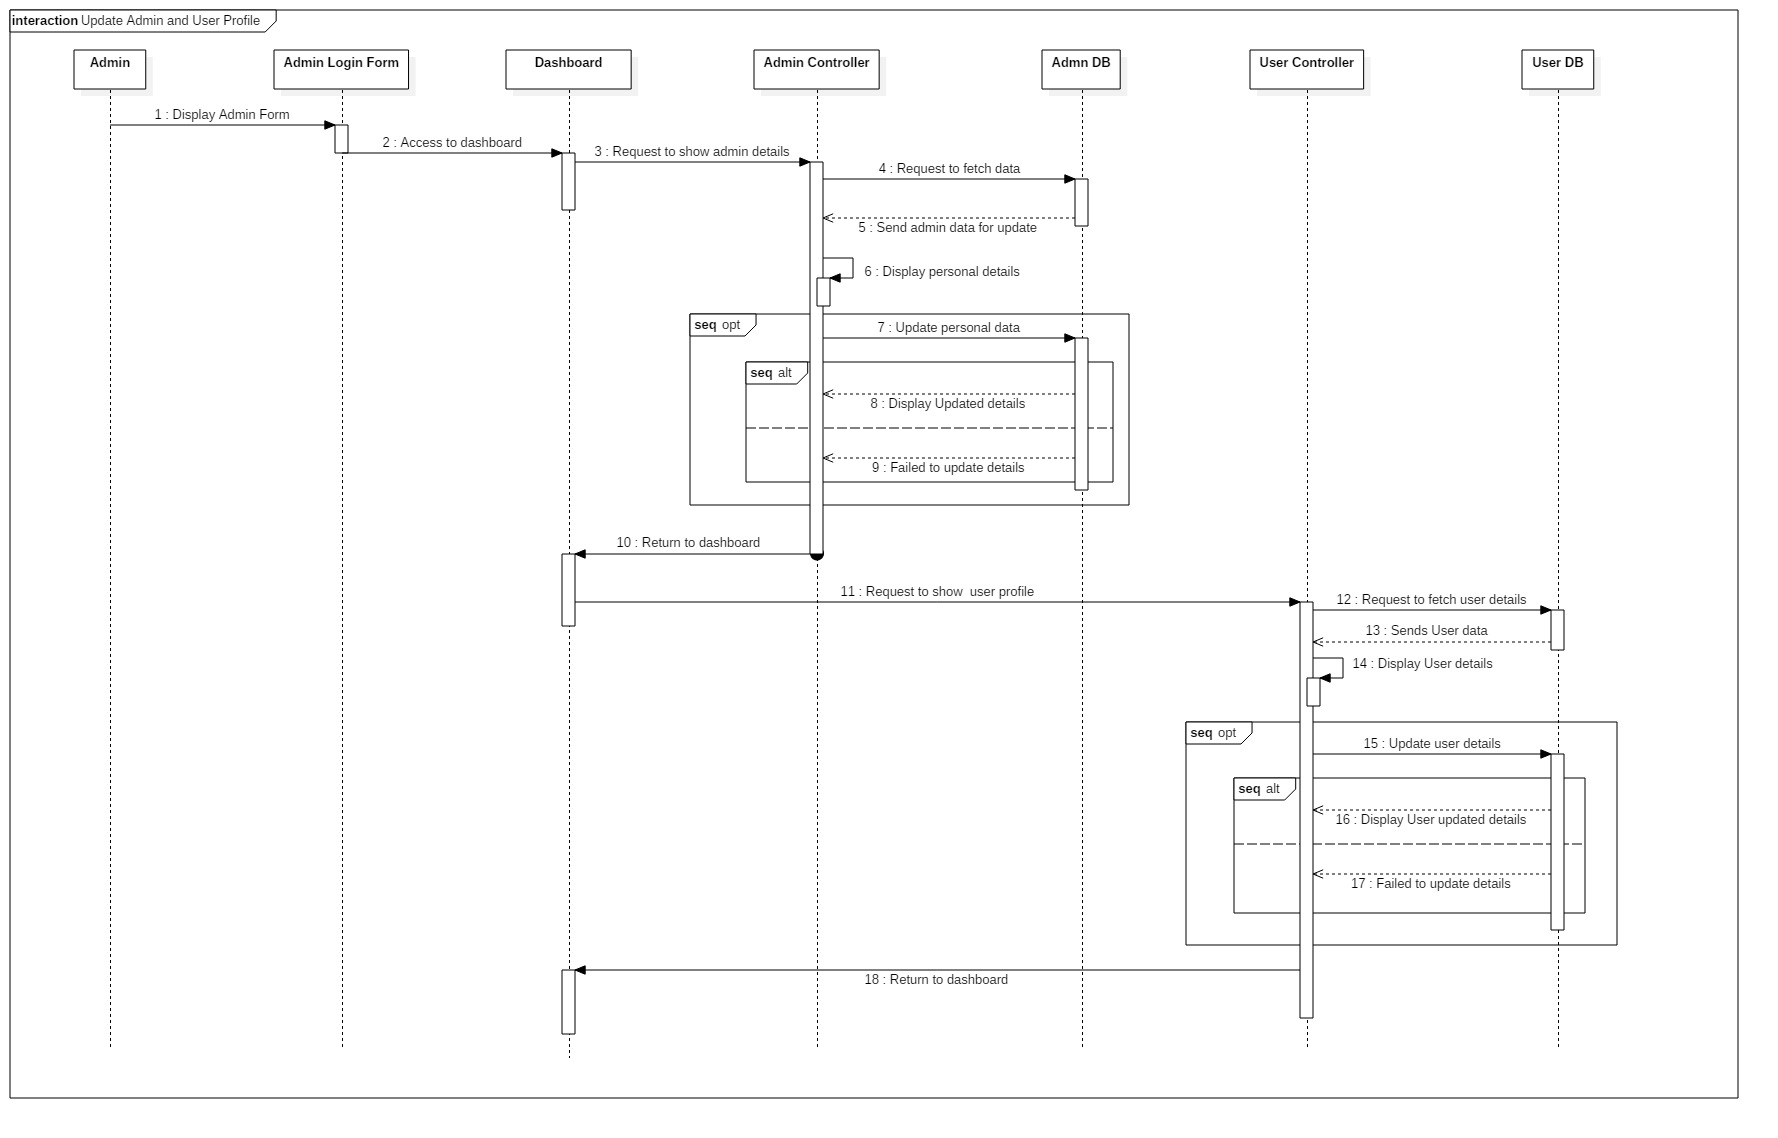 interaction Update Admin and User Profile
Admin
Admin Login Form
Dashboard
Admin Controller
Admn DB
User Controller
User DB
1 : Display Admin Form
2 : Access to dashboard
3 : Request to show admin details
4 : Request to fetch data
5 : Send admin data for update
6 : Display personal details
seq opt
7 : Update personal data
seq alt
8 : Display Updated details
9 : Failed to update details
10 : Return to dashboard
11 : Request to show  user profile
12 : Request to fetch user details
13 : Sends User data
14 : Display User details
seq opt
15 : Update user details
seq alt
16 : Display User updated details
17 : Failed to update details
18 : Return to dashboard